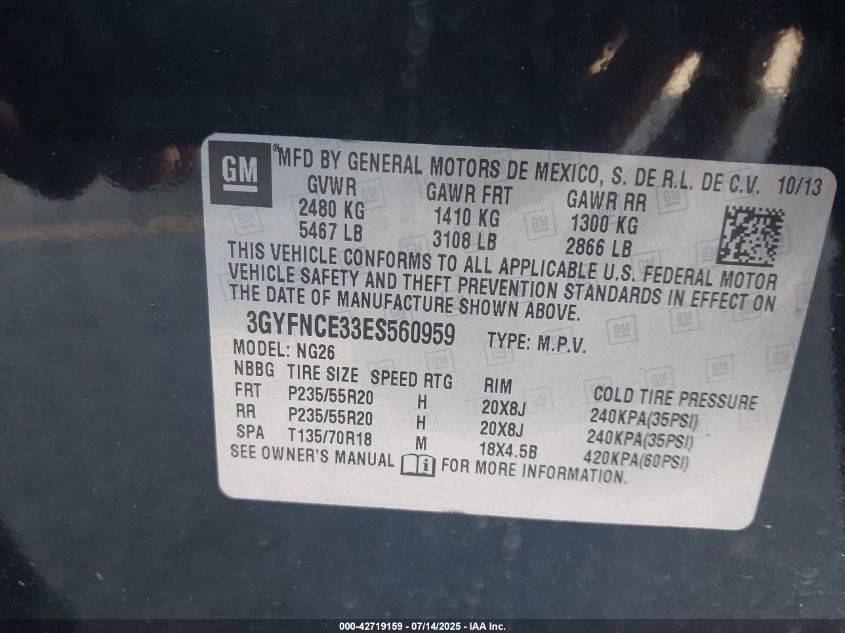 GM
MFD BY GENERAL MOTORS DE MEXICO, S. DE R.L. DE C.V. 10/13
GVWR GAWR FRT GAWR RR
2480 KG 1410 KG 1300 KG
5467 LB 3108 LB 2866 LB
THIS VEHICLE CONFORMS TO ALL APPLICABLE U.S. FEDERAL MOTOR
VEHICLE SAFETY AND THEFT PREVENTION STANDARDS IN EFFECT ON
THE DATE OF MANUFACTURE SHOWN ABOVE.
3GYFNCE33ES560959 TYPE: M.P.V.
MODEL: NG26
NBBG TIRE SIZE SPEED RTG RIM COLD TIRE PRESSURE
FRT P235/55R20 H 20X8J 240KPA(35PSI)
RR P235/55R20 H 20X8J 240KPA(35PSI)
SPA T135/70R18 M 18X4.5B 420KPA(60PSI)
SEE OWNER'S MANUAL FOR MORE INFORMATION.
000-42719159 - 07/14/2025 - IAA Inc.